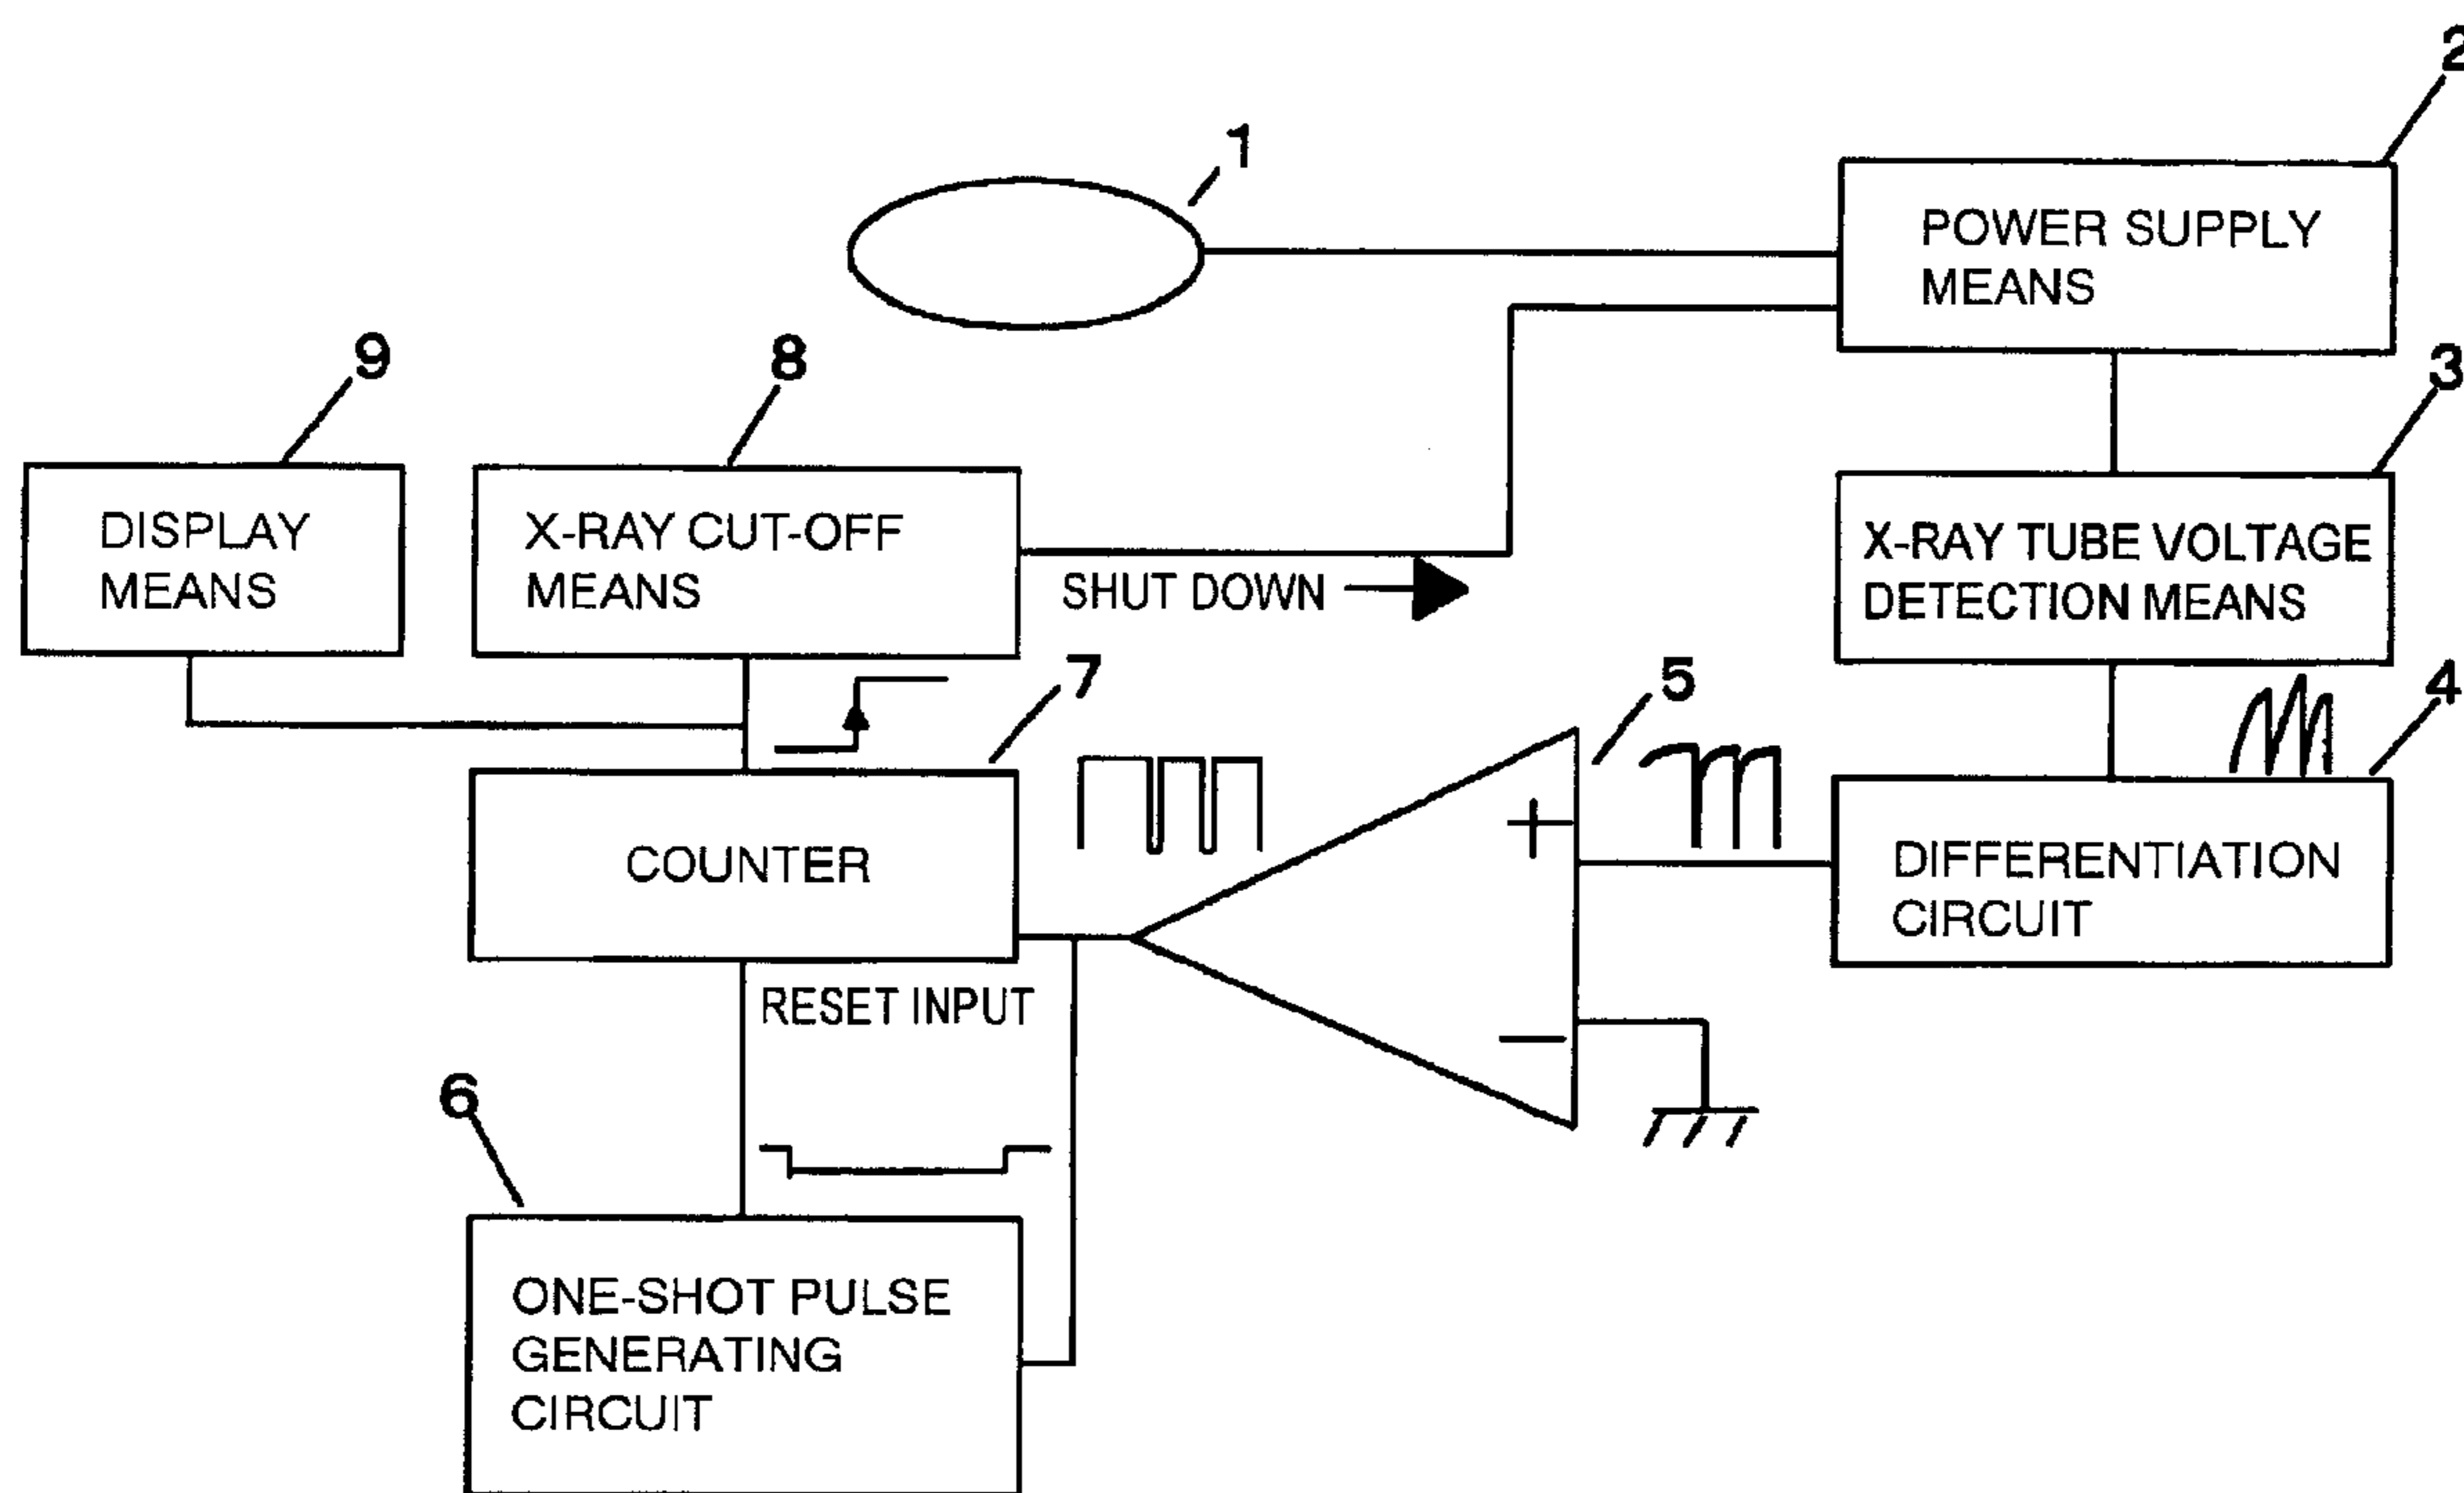 2
1
POWER SUPPLY
MEANS
9
8
3
DISPLAY
MEANS
X-RAY CUT-OFF
MEANS
SHUT DOWN
X-RAY TUBE VOLTAGE
DETECTION MEANS
7
5
4
COUNTER
+
DIFFERENTIATION
CIRCUIT
RESET INPUT
−
6
ONE-SHOT PULSE
GENERATING
CIRCUIT